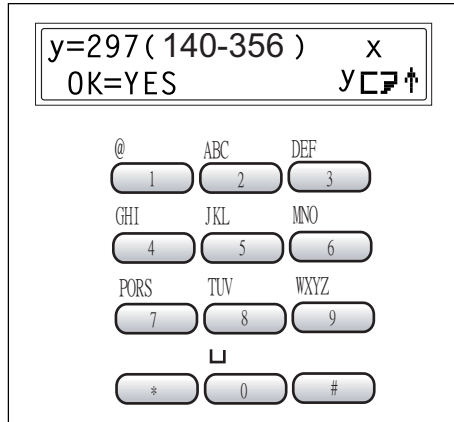 y=297( 140-356 ) x
OK=YES y
@ ABC DEF
1 2 3
GHI JKL MNO
4 5 6
PORS TUV WXYZ
7 8 9
* 0 #